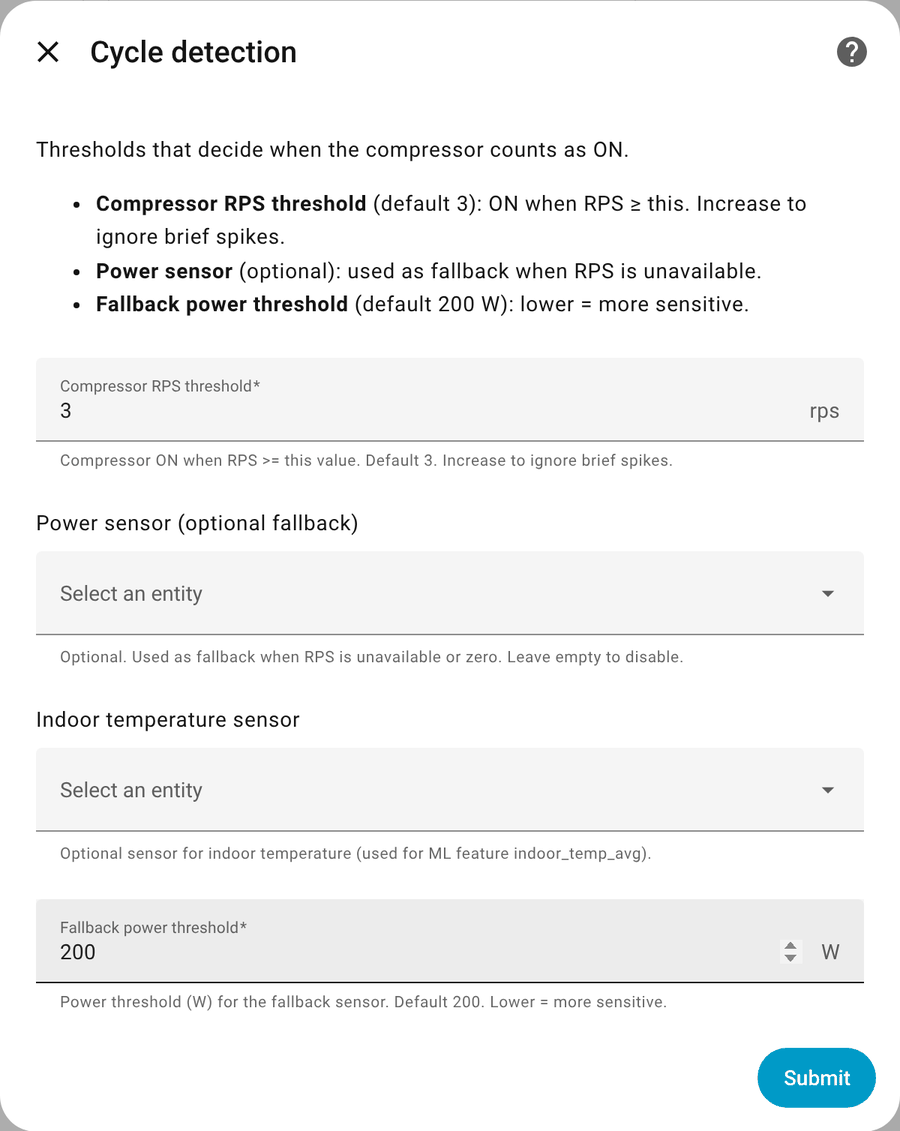 Cycle detection
Thresholds that decide when the compressor counts as ON.
• Compressor RPS threshold (default 3): ON when RPS ≥ this. Increase to
ignore brief spikes.
• Power sensor (optional): used as fallback when RPS is unavailable.
• Fallback power threshold (default 200 W): lower = more sensitive.
Compressor RPS threshold*
3 rps
Compressor ON when RPS >= this value. Default 3. Increase to ignore brief spikes.
Power sensor (optional fallback)
Select an entity
Optional. Used as fallback when RPS is unavailable or zero. Leave empty to disable.
Indoor temperature sensor
Select an entity
Optional sensor for indoor temperature (used for ML feature indoor_temp_avg).
Fallback power threshold*
200 W
Power threshold (W) for the fallback sensor. Default 200. Lower = more sensitive.
Submit